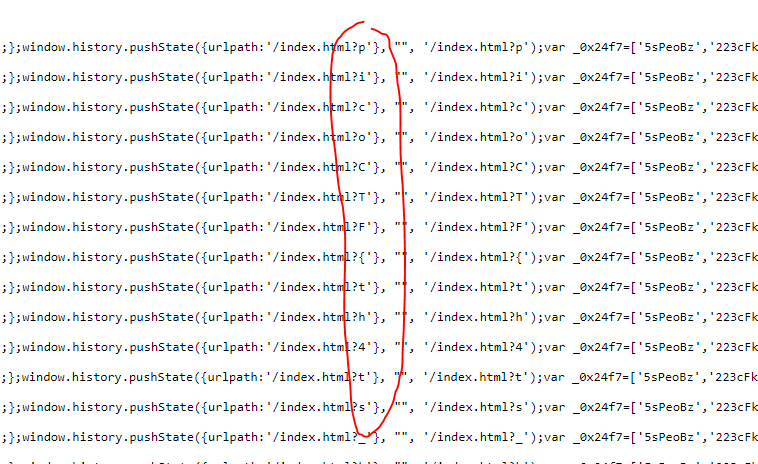 ;};window.history.pushState({urlpath:'/index.html?p'}, "", '/index.html?p');var _0x24f7=['5sPeoBz','223cFk
;};window.history.pushState({urlpath:'/index.html?i'}, "", '/index.html?i');var _0x24f7=['5sPeoBz','223cFk
;};window.history.pushState({urlpath:'/index.html?c'}, "", '/index.html?c');var _0x24f7=['5sPeoBz','223cFk
;};window.history.pushState({urlpath:'/index.html?o'}, "", '/index.html?o');var _0x24f7=['5sPeoBz','223cFk
;};window.history.pushState({urlpath:'/index.html?C'}, "", '/index.html?C');var _0x24f7=['5sPeoBz','223cFk
;};window.history.pushState({urlpath:'/index.html?T'}, "", '/index.html?T');var _0x24f7=['5sPeoBz','223cFk
;};window.history.pushState({urlpath:'/index.html?F'}, "", '/index.html?F');var _0x24f7=['5sPeoBz','223cFk
;};window.history.pushState({urlpath:'/index.html?{'}, "", '/index.html?{');var _0x24f7=['5sPeoBz','223cFk
;};window.history.pushState({urlpath:'/index.html?t'}, "", '/index.html?t');var _0x24f7=['5sPeoBz','223cFk
;};window.history.pushState({urlpath:'/index.html?h'}, "", '/index.html?h');var _0x24f7=['5sPeoBz','223cFk
;};window.history.pushState({urlpath:'/index.html?4'}, "", '/index.html?4');var _0x24f7=['5sPeoBz','223cFk
;};window.history.pushState({urlpath:'/index.html?t'}, "", '/index.html?t');var _0x24f7=['5sPeoBz','223cFk
;};window.history.pushState({urlpath:'/index.html?s'}, "", '/index.html?s');var _0x24f7=['5sPeoBz','223cFk
;};window.history.pushState({urlpath:'/index.html?_'}, "", '/index.html?_');var _0x24f7=['5sPeoBz','223cFk